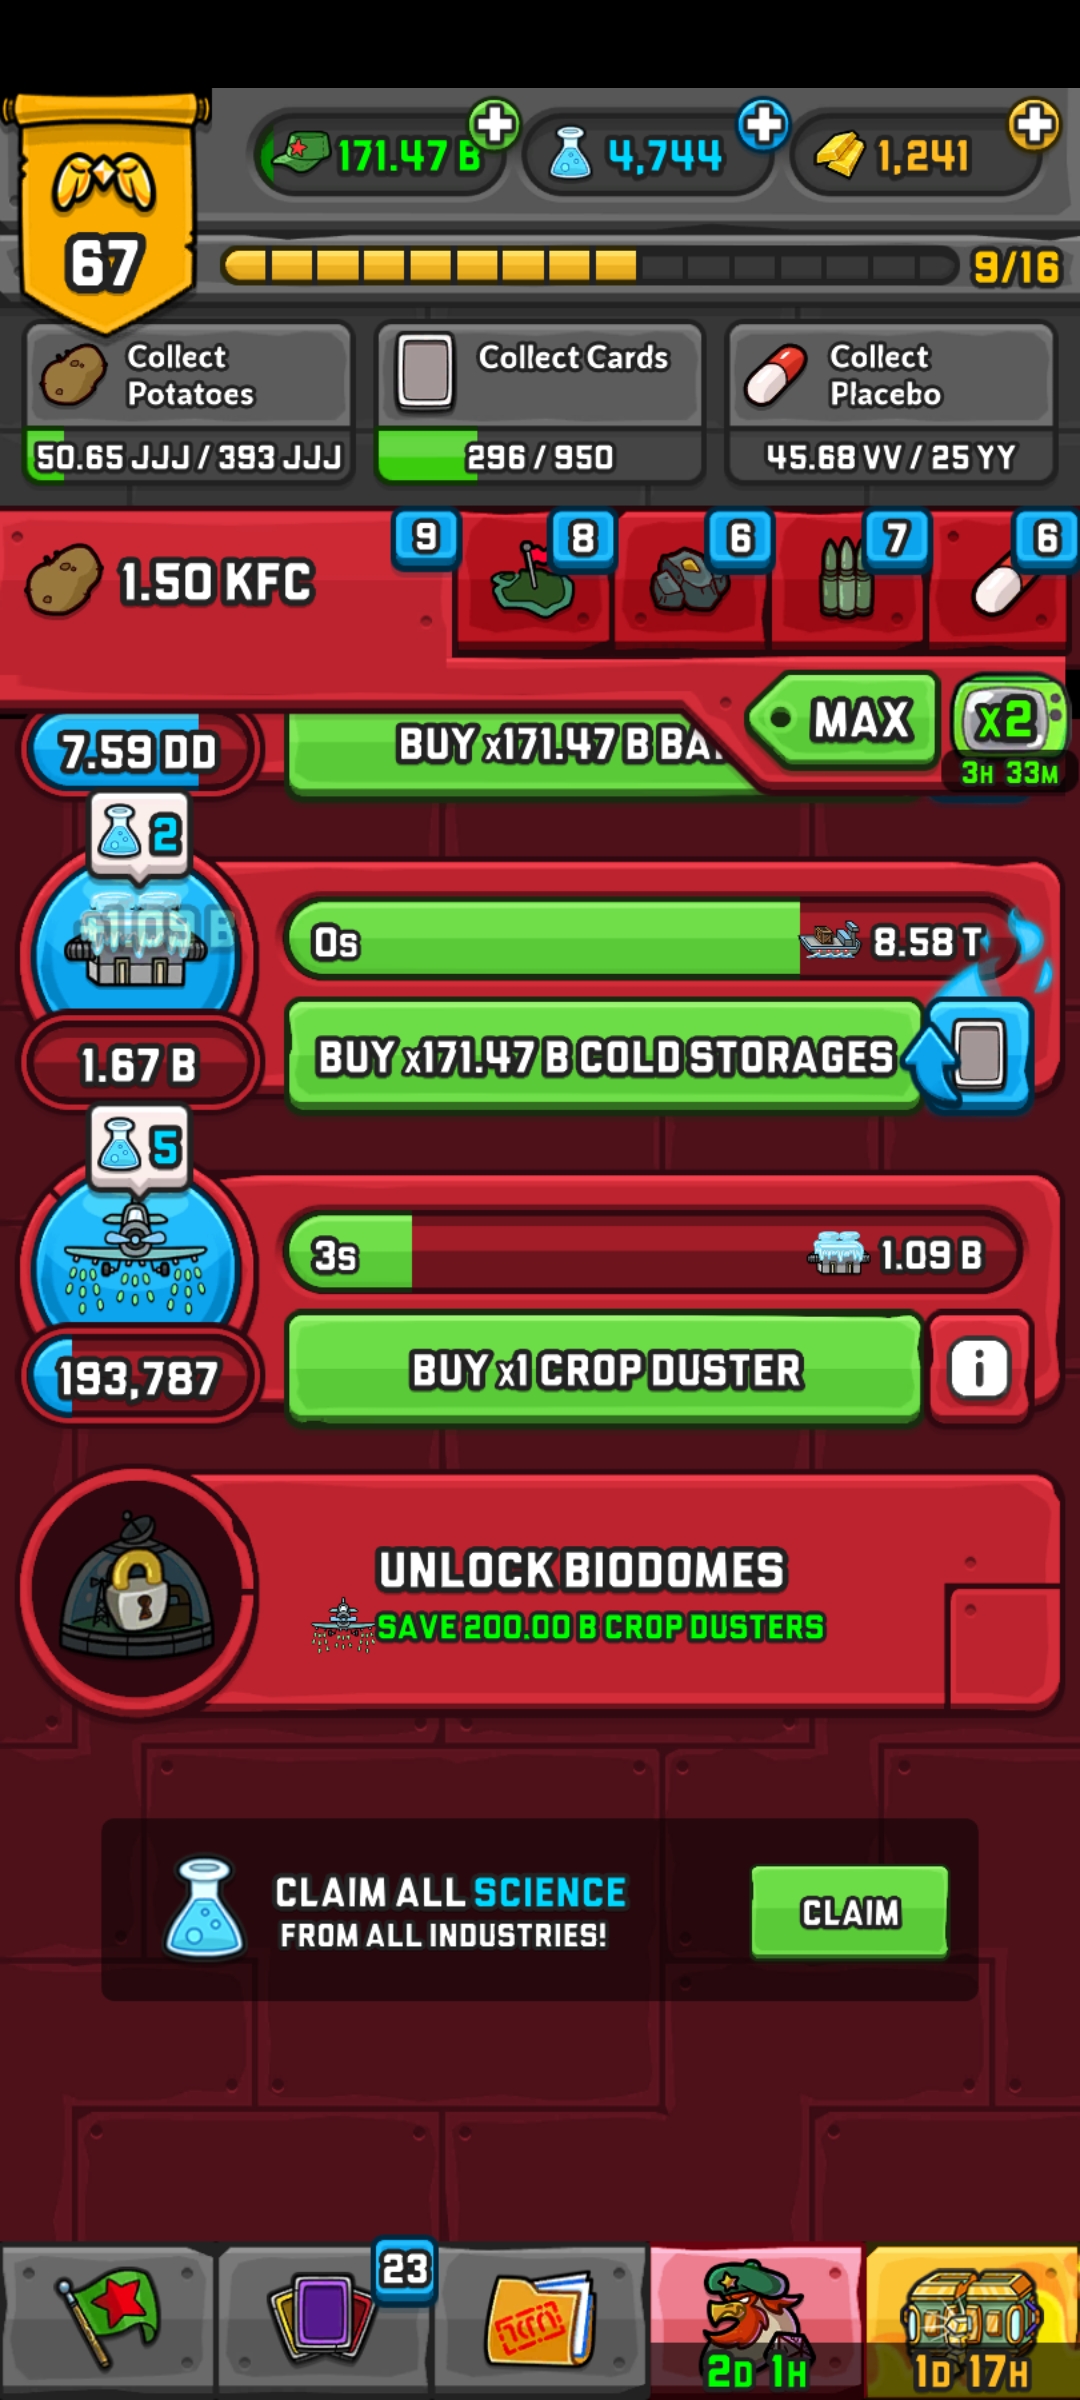 171.47 B
4,744
1,241
67
9/16
Collect
Potatoes
50.65 JJJ / 393 JJJ
Collect Cards
296 / 950
Collect
Placebo
45.68 VV / 25 YY
1.50 KFC
9
8
6
7
6
MAX
x2
3H 33M
7.59 DD
BUY x171.47 B
2
0s
8.58 T
1.67 B
BUY x171.47 B COLD STORAGES
5
3s
1.09 B
193,787
BUY x1 CROP DUSTER
i
UNLOCK BIODOMES
SAVE 200.00 B CROP DUSTERS
CLAIM ALL SCIENCE
FROM ALL INDUSTRIES!
CLAIM
23
2D 1H
1D 17H